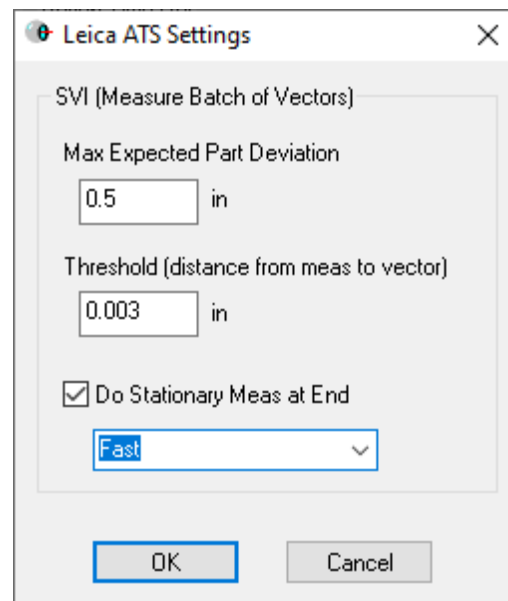 Leica ATS Settings
SVI (Measure Batch of Vectors)
Max Expected Part Deviation
0.5 in
Threshold (distance from meas to vector)
0.003 in
Do Stationary Meas at End
Fast
OK Cancel